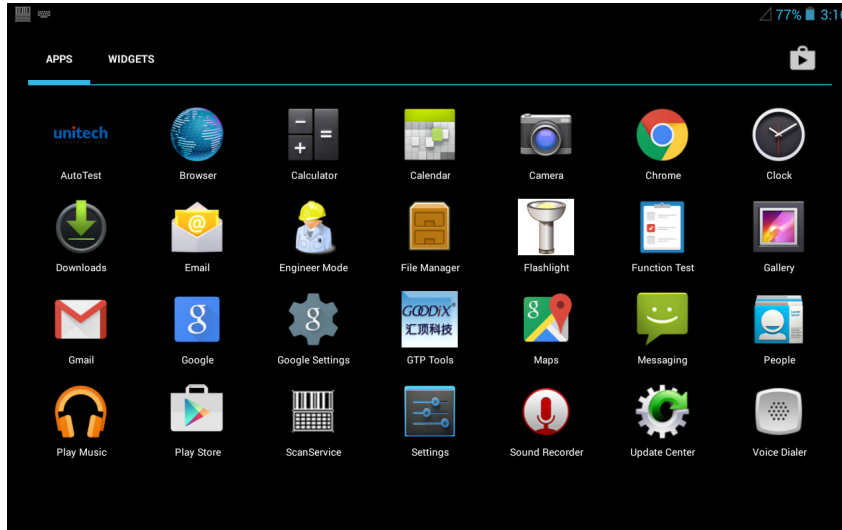 77% 3:10
APPS WIDGETS
unitech
AutoTest Browser Calculator Calendar Camera Chrome Clock
@
Downloads Email Engineer Mode File Manager Flashlight Function Test Gallery
g g GOODiX g
汇顶科技
Gmail Google Google Settings GTP Tools Maps Messaging People
Play Music Play Store ScanService Settings Sound Recorder Update Center Voice Dialer